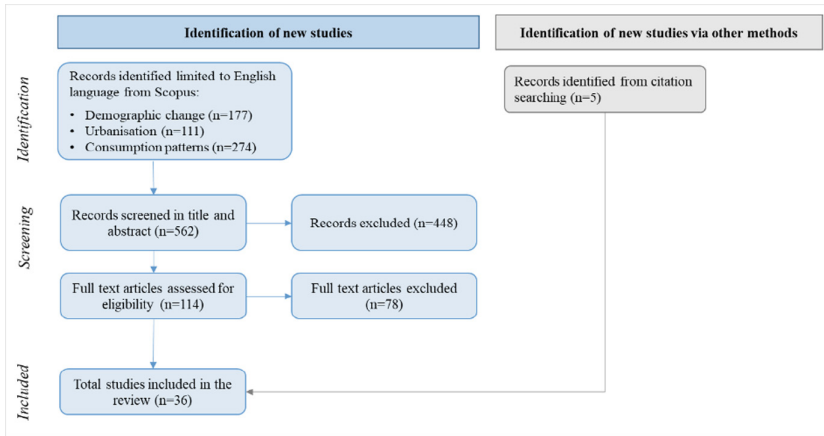 Identification of new studies
Identification of new studies via other methods
Identification
Records identified limited to English
language from Scopus:
• Demographic change (n=177)
• Urbanisation (n=111)
• Consumption patterns (n=274)
Records identified from citation
searching (n=5)
Screening
Records screened in title and
abstract (n=562)
Records excluded (n=448)
Full text articles assessed for
eligibility (n=114)
Full text articles excluded
(n=78)
Included
Total studies included in the
review (n=36)